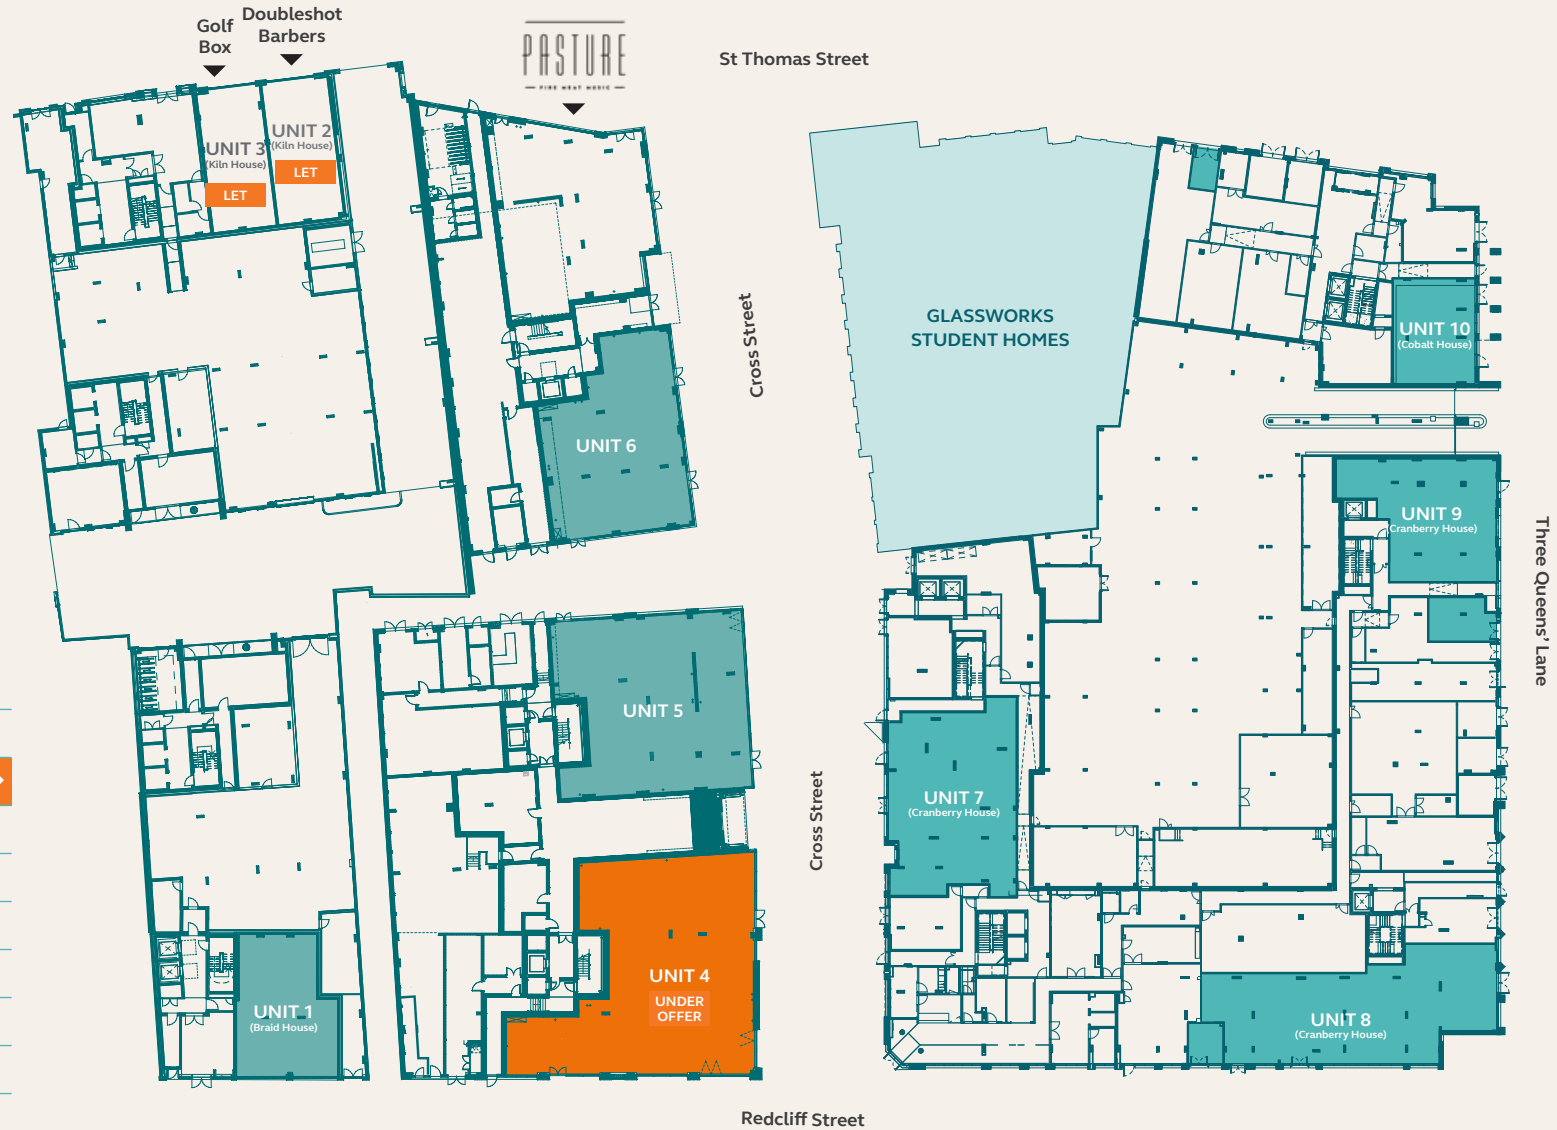 Golf
Box
Doubleshot
Barbers
PASTURE
FIRE MEAT MUSIC
St Thomas Street
UNIT 3
(Kiln House)
LET
UNIT 2
(Kiln House)
LET
Cross Street
GLASSWORKS
STUDENT HOMES
UNIT 10
(Cobalt House)
UNIT 6
UNIT 9
(Cranberry House)
Three Queens' Lane
UNIT 5
Cross Street
UNIT 7
(Cranberry House)
UNIT 4
UNDER
OFFER
UNIT 1
(Braid House)
UNIT 8
(Cranberry House)
Redcliff Street